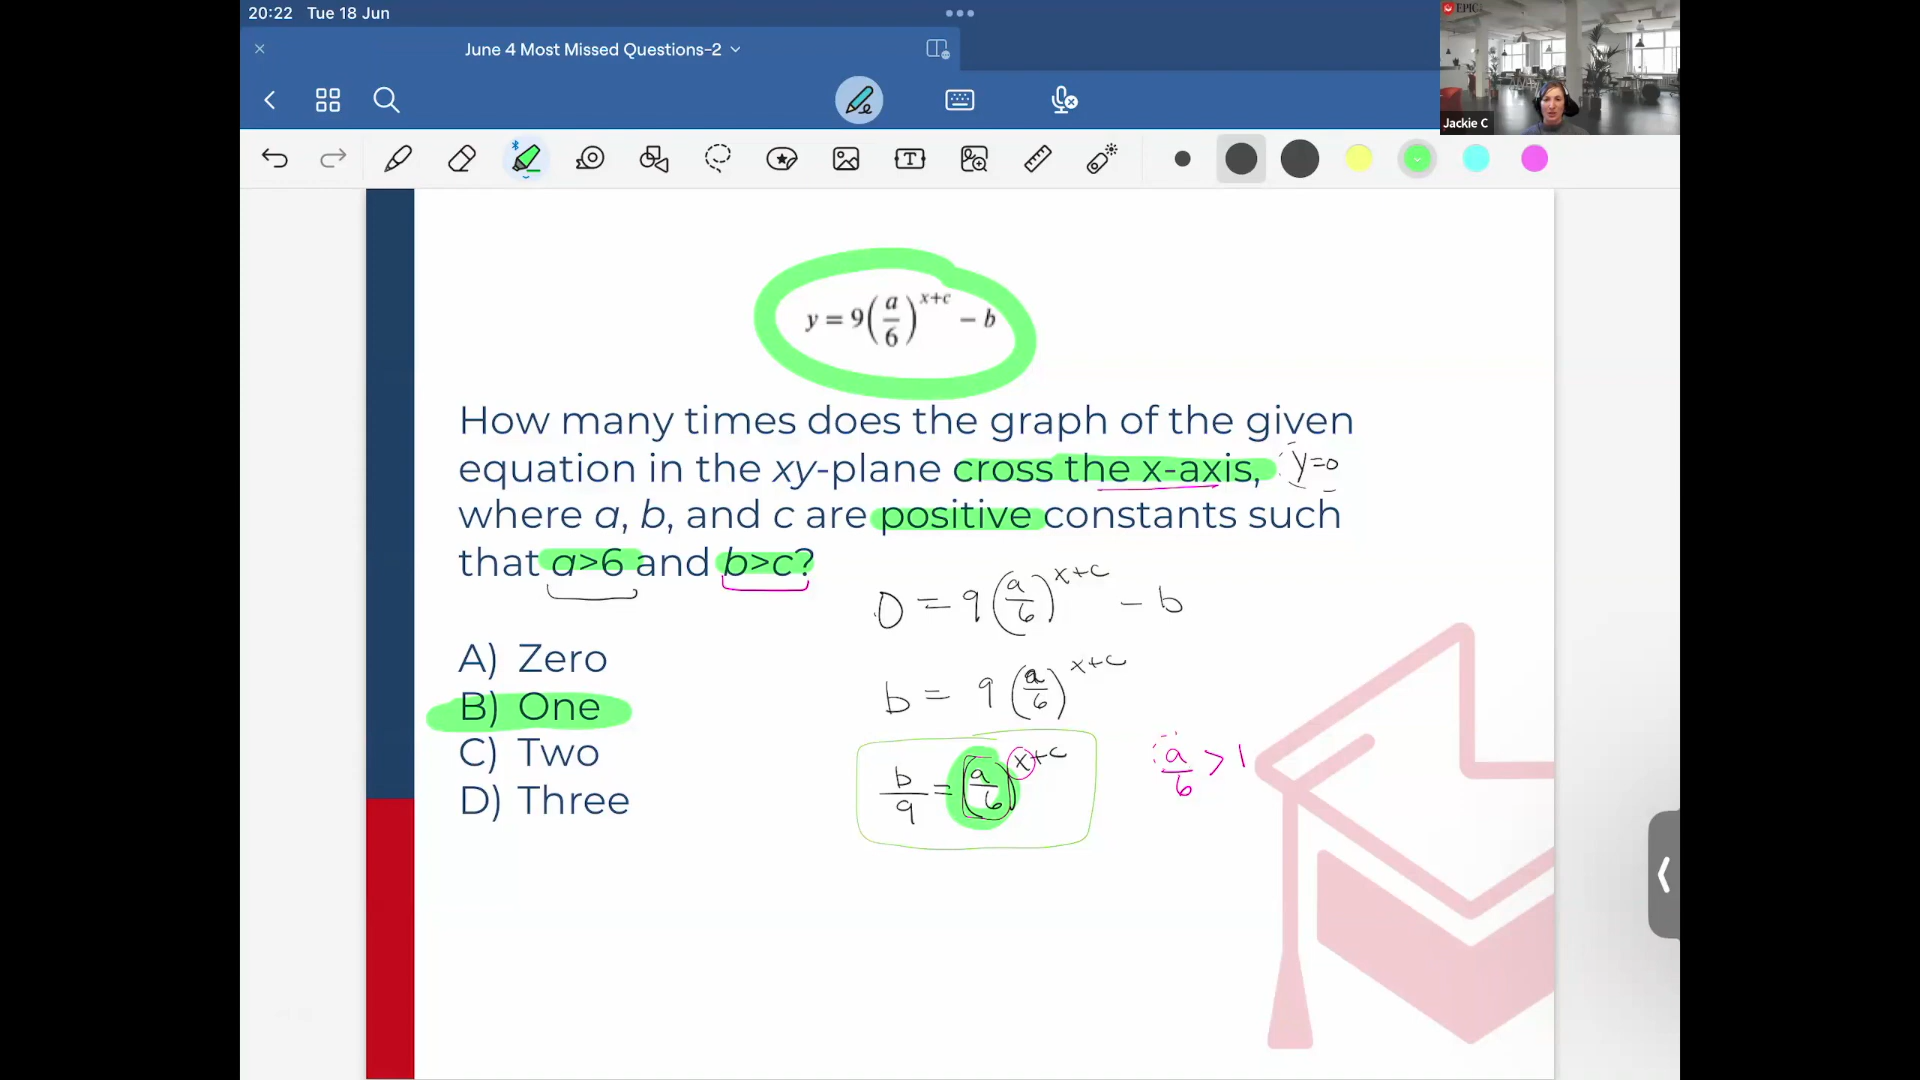 20:22 Tue 18 Jun
EPIC
June 4 Most Missed Questions-2
Jackie C
y = 9(a/6)^(x+c) − b
How many times does the graph of the given
equation in the xy-plane cross the x-axis, y=0
where a, b, and c are positive constants such
that a>6 and b>c?
0 = 9(a/6)^(x+c) − b
A) Zero
b = 9(a/6)^(x+c)
B) One
C) Two
b/9 = (a/6)^(x+c)
a/6 > 1
D) Three